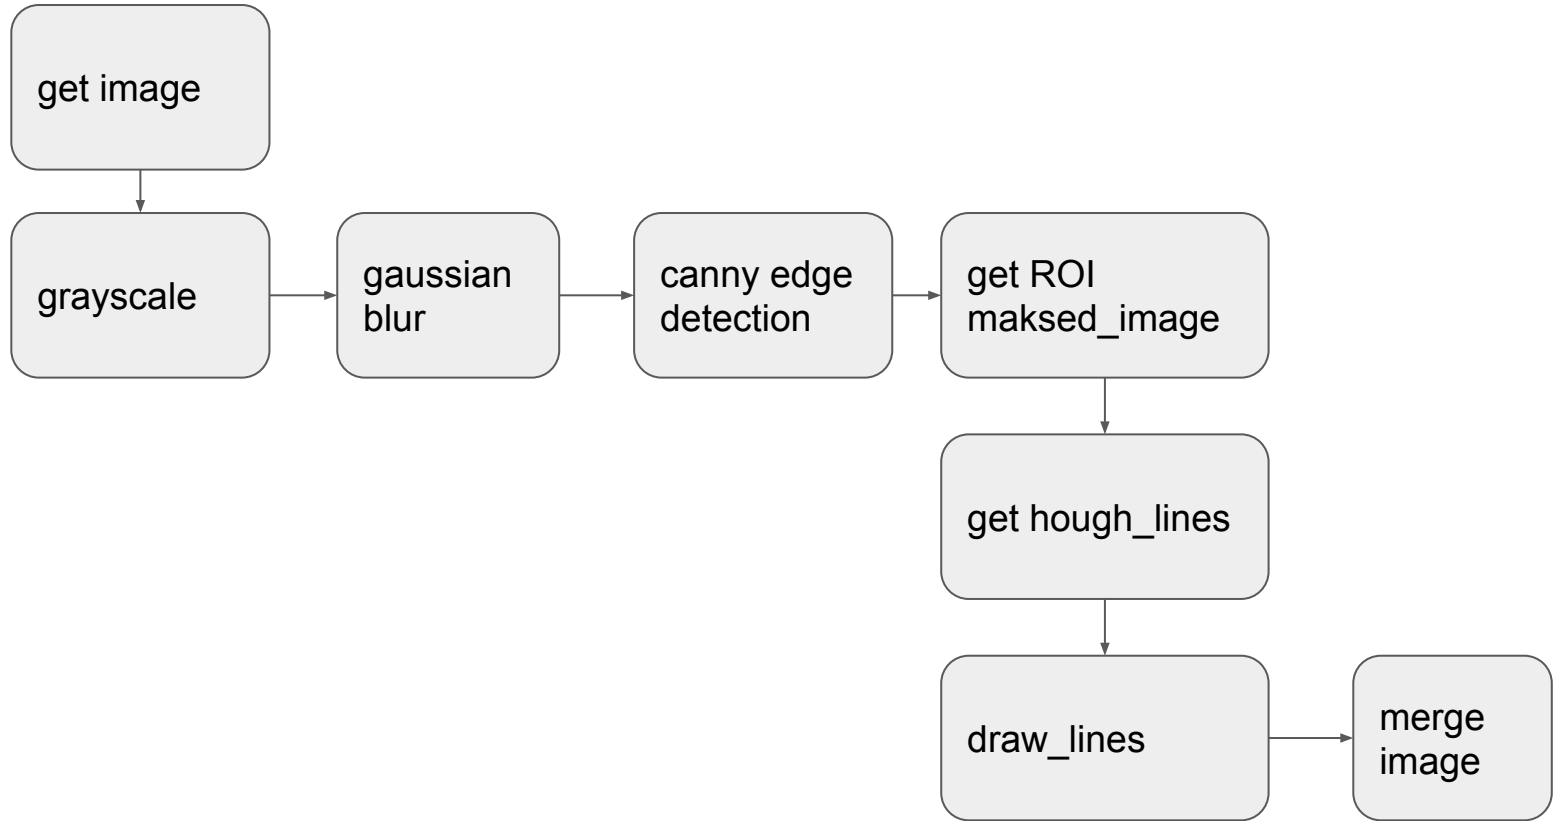 get image
grayscale
gaussian
blur
canny edge
detection
get ROI
maksed_image
get hough_lines
draw_lines
merge
image